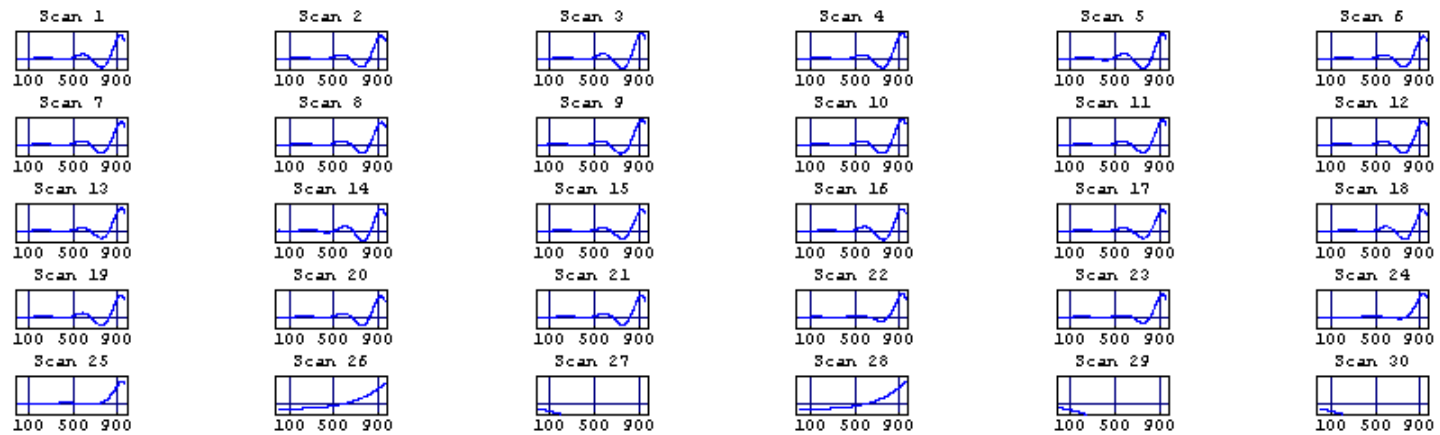 Scan 1 Scan 2 Scan 3 Scan 4 Scan 5 Scan 6
100 500 900 100 500 900 100 500 900 100 500 900 100 500 900 100 500 900
Scan 7 Scan 8 Scan 9 Scan 10 Scan 11 Scan 12
100 500 900 100 500 900 100 500 900 100 500 900 100 500 900 100 500 900
Scan 13 Scan 14 Scan 15 Scan 16 Scan 17 Scan 18
100 500 900 100 500 900 100 500 900 100 500 900 100 500 900 100 500 900
Scan 19 Scan 20 Scan 21 Scan 22 Scan 23 Scan 24
100 500 900 100 500 900 100 500 900 100 500 900 100 500 900 100 500 900
Scan 25 Scan 26 Scan 27 Scan 28 Scan 29 Scan 30
100 500 900 100 500 900 100 500 900 100 500 900 100 500 900 100 500 900